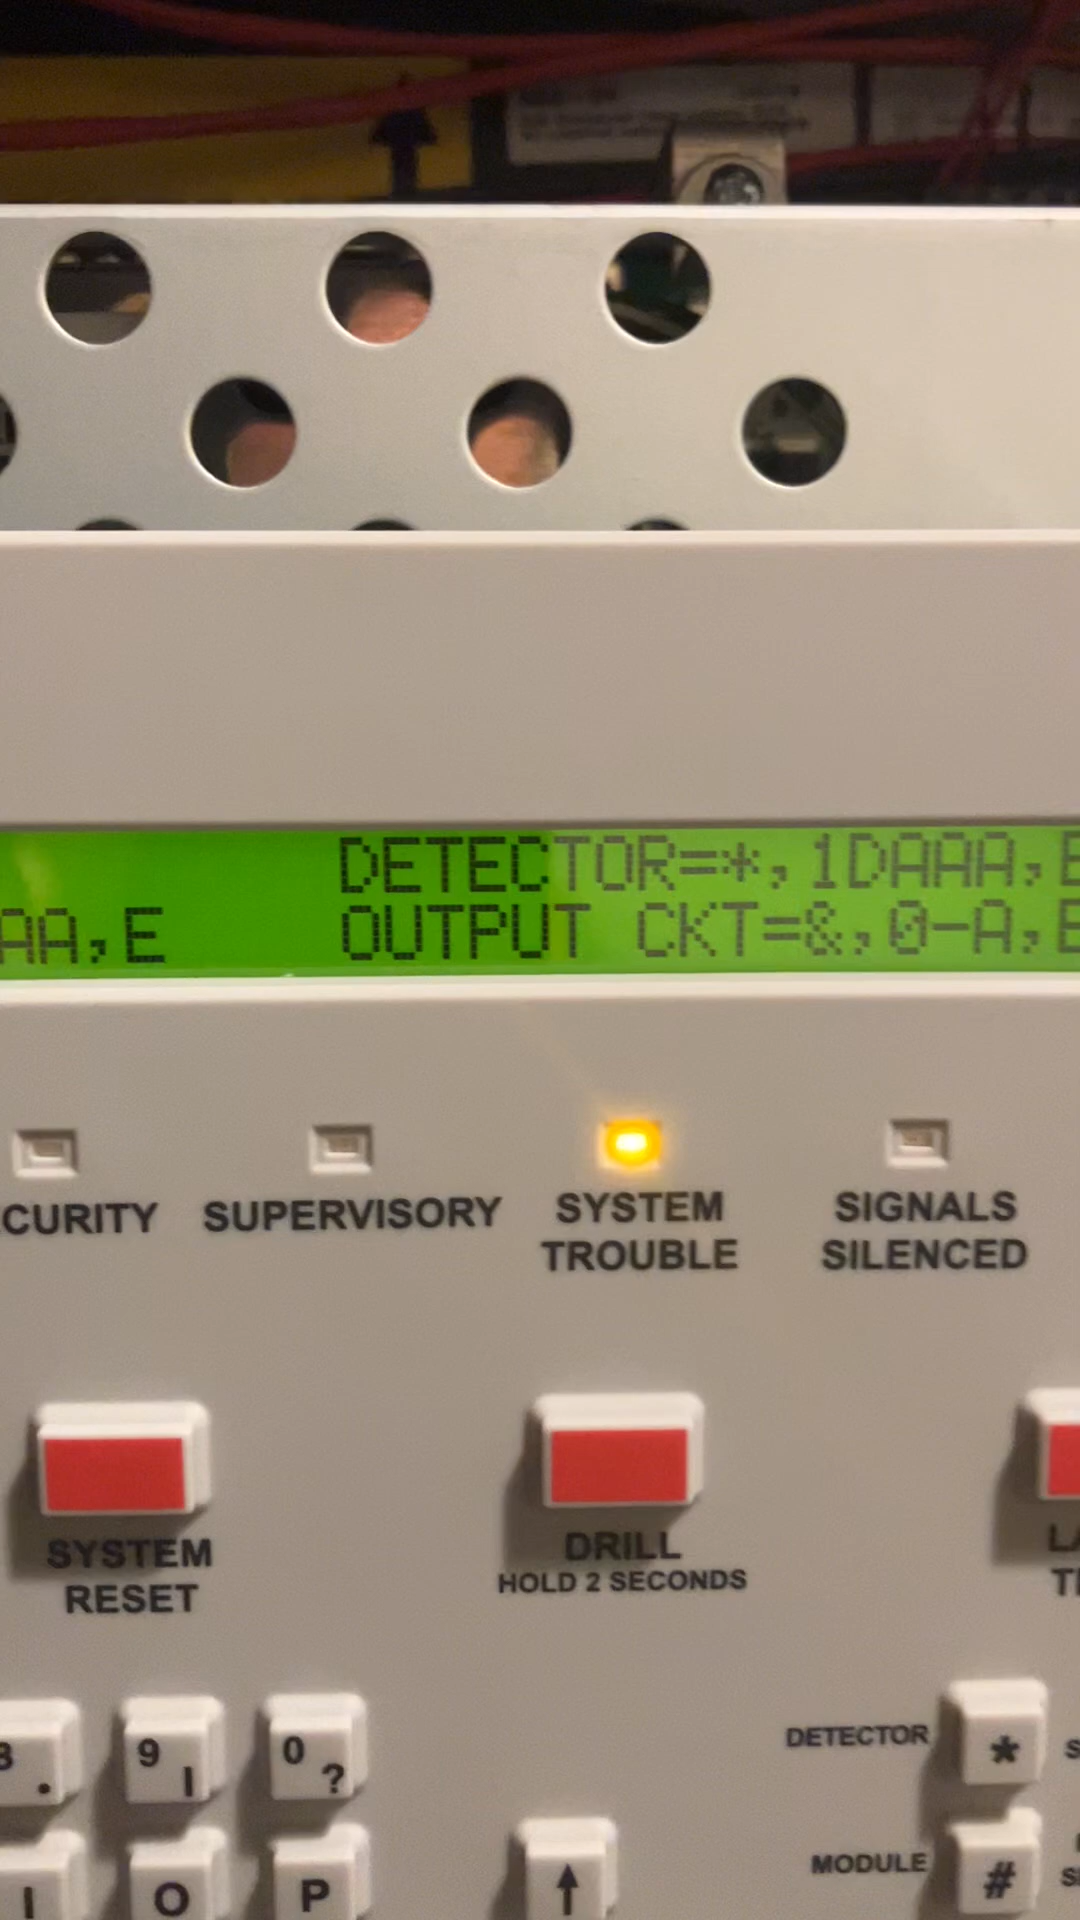 DETECTOR=*,1DAAA,E
AA,E OUTPUT CKT=&,0-A,E
CURITY SUPERVISORY SYSTEM TROUBLE SIGNALS SILENCED
SYSTEM RESET
DRILL
HOLD 2 SECONDS
8 .
9 I
0 ?
DETECTOR *
I
O
P
↑
MODULE #